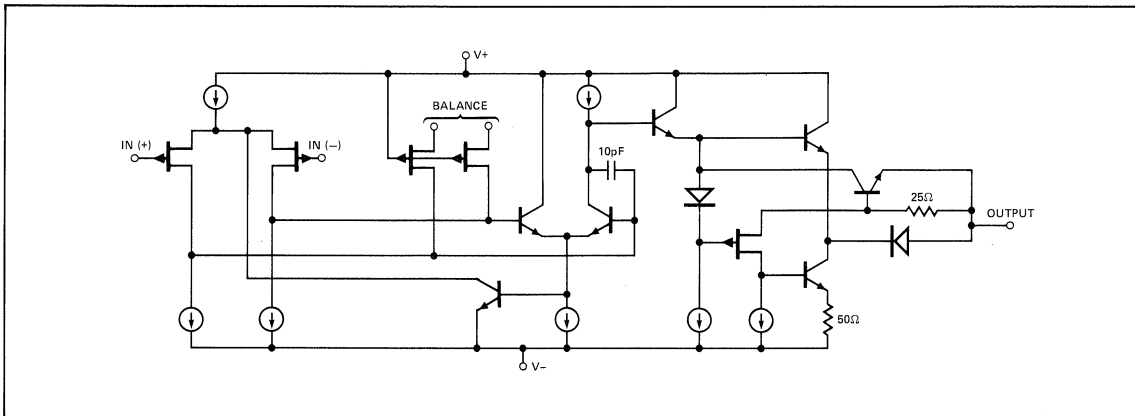 V+
BALANCE
IN (+)
IN (−)
10pF
25Ω
OUTPUT
50Ω
V−